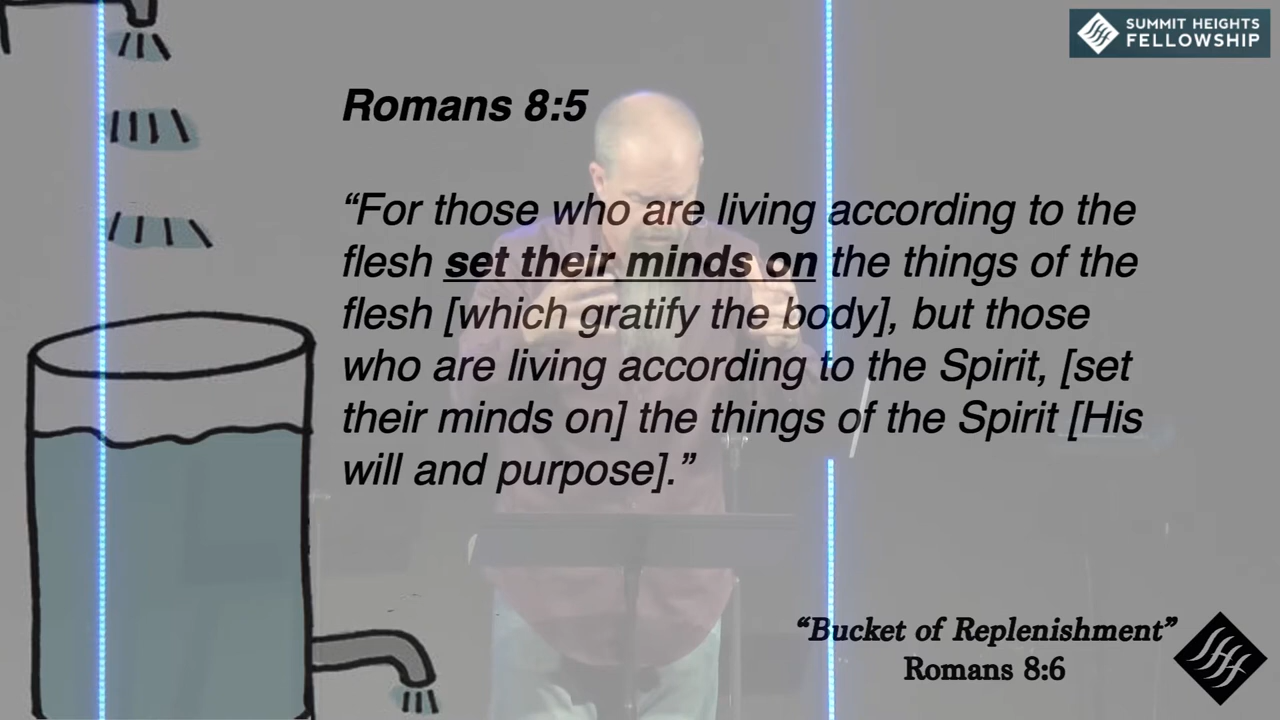 SUMMIT HEIGHTS
FELLOWSHIP
Romans 8:5
“For those who are living according to the
flesh set their minds on the things of the
flesh [which gratify the body], but those
who are living according to the Spirit, [set
their minds on] the things of the Spirit [His
will and purpose].”
“Bucket of Replenishment”
Romans 8:6